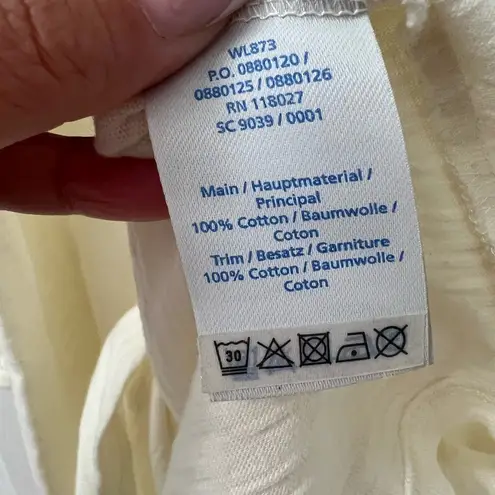 WL873
P.O. 0880120 /
0880125 / 0880126
RN 118027
SC 9039 / 0001
Main / Hauptmaterial /
Principal
100% Cotton / Baumwolle /
Coton
Trim / Besatz / Garniture
100% Cotton / Baumwolle /
Coton
30